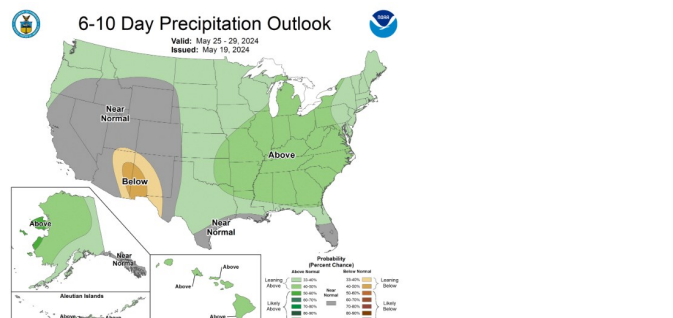 6-10 Day Precipitation Outlook
Valid: May 25 - 29, 2024
Issued: May 19, 2024
Near
Normal
Above
Below
Near
Normal
Above
Near
Normal
Aleutian Islands
Above
Above
Above
Above
Above
Probability
(Percent Chance)
Above Normal
Below Normal
Leaning
Above
Likely
Above
Near
Normal
Leaning
Below
Likely
Below
33-40%
40-50%
50-60%
60-70%
70-80%
80-90%
33-40%
40-50%
50-60%
60-70%
70-80%
80-90%